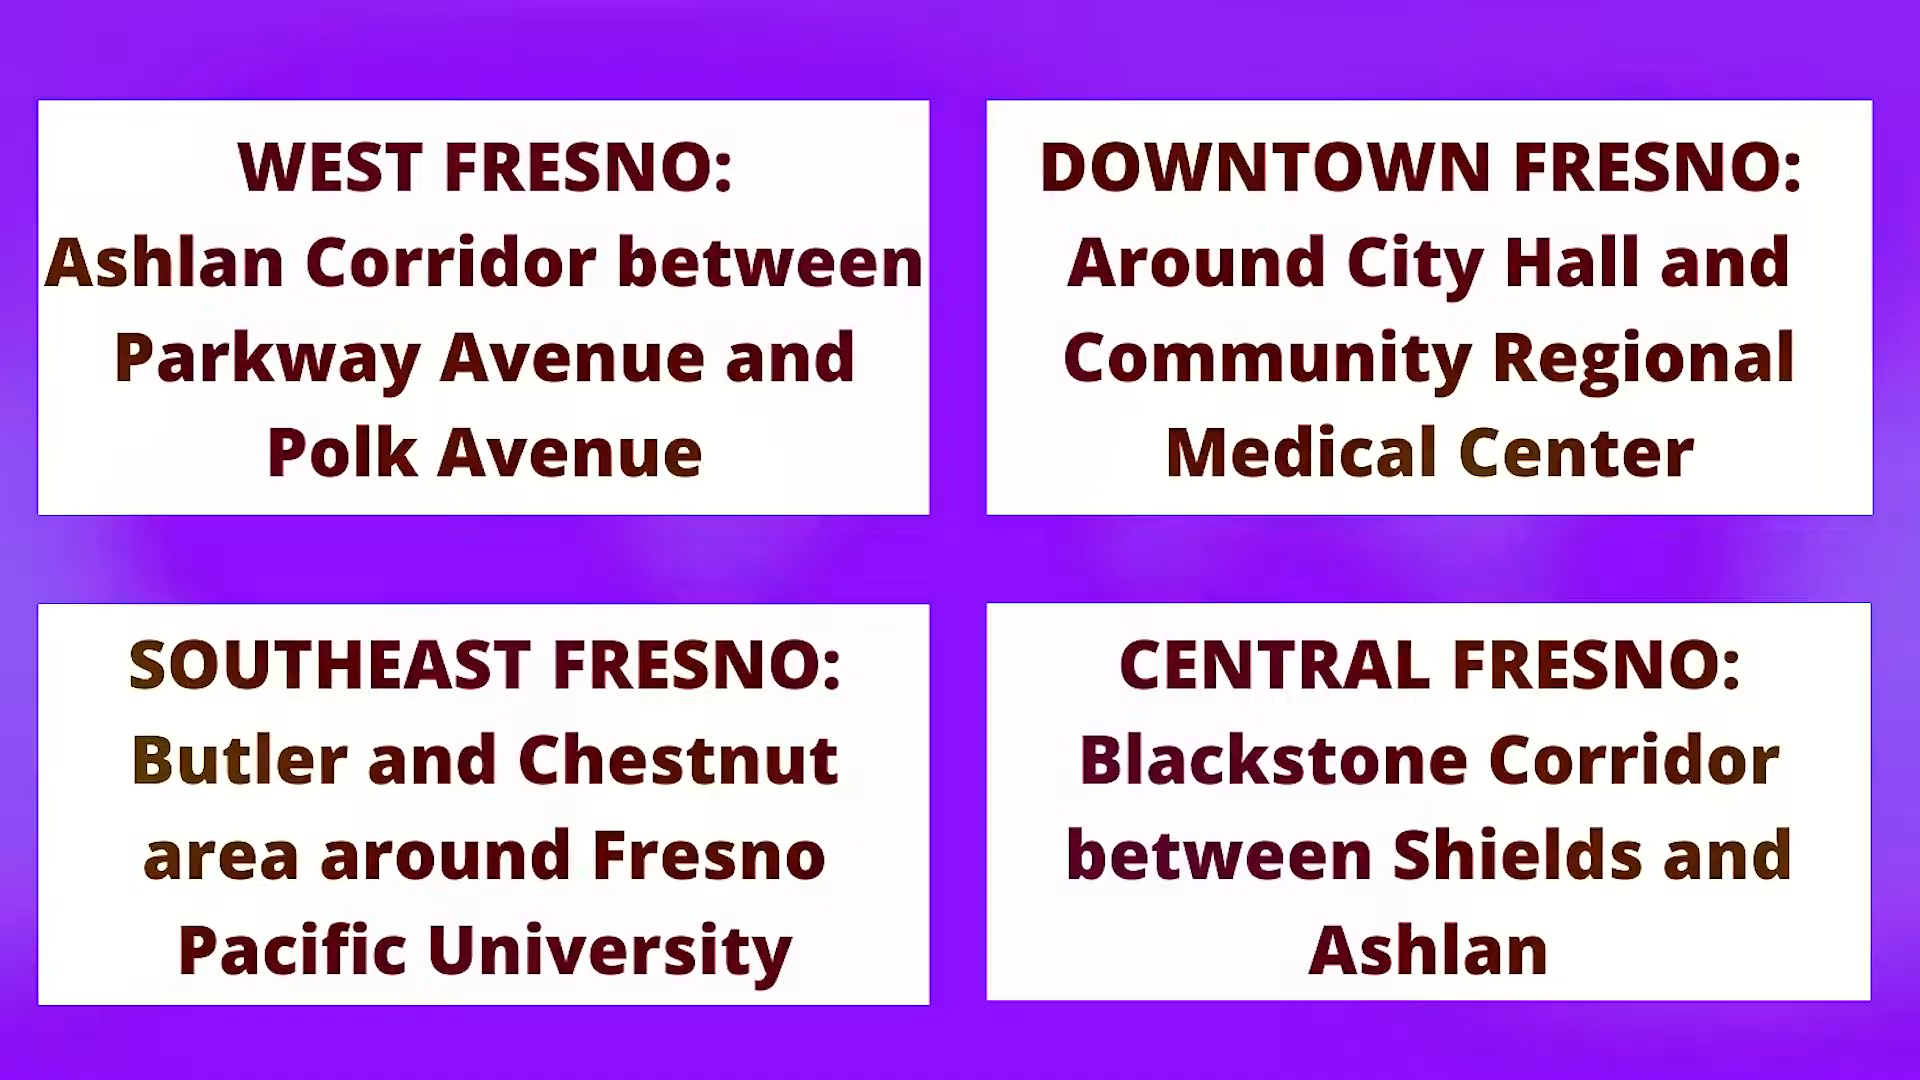 WEST FRESNO:
Ashlan Corridor between
Parkway Avenue and
Polk Avenue
DOWNTOWN FRESNO:
Around City Hall and
Community Regional
Medical Center
SOUTHEAST FRESNO:
Butler and Chestnut
area around Fresno
Pacific University
CENTRAL FRESNO:
Blackstone Corridor
between Shields and
Ashlan